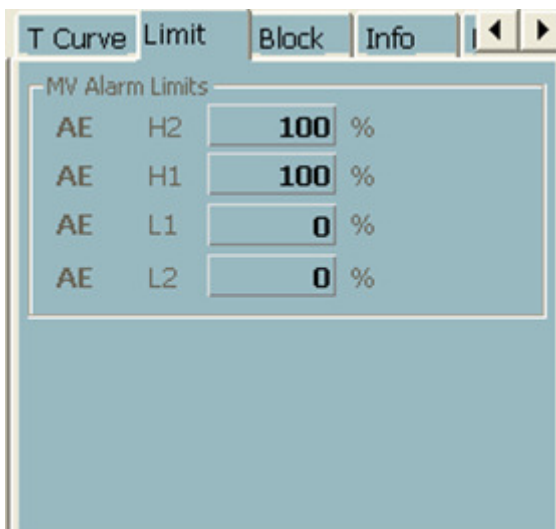 T Curve Limit Block Info
MV Alarm Limits
AE H2 100 %
AE H1 100 %
AE L1 0 %
AE L2 0 %